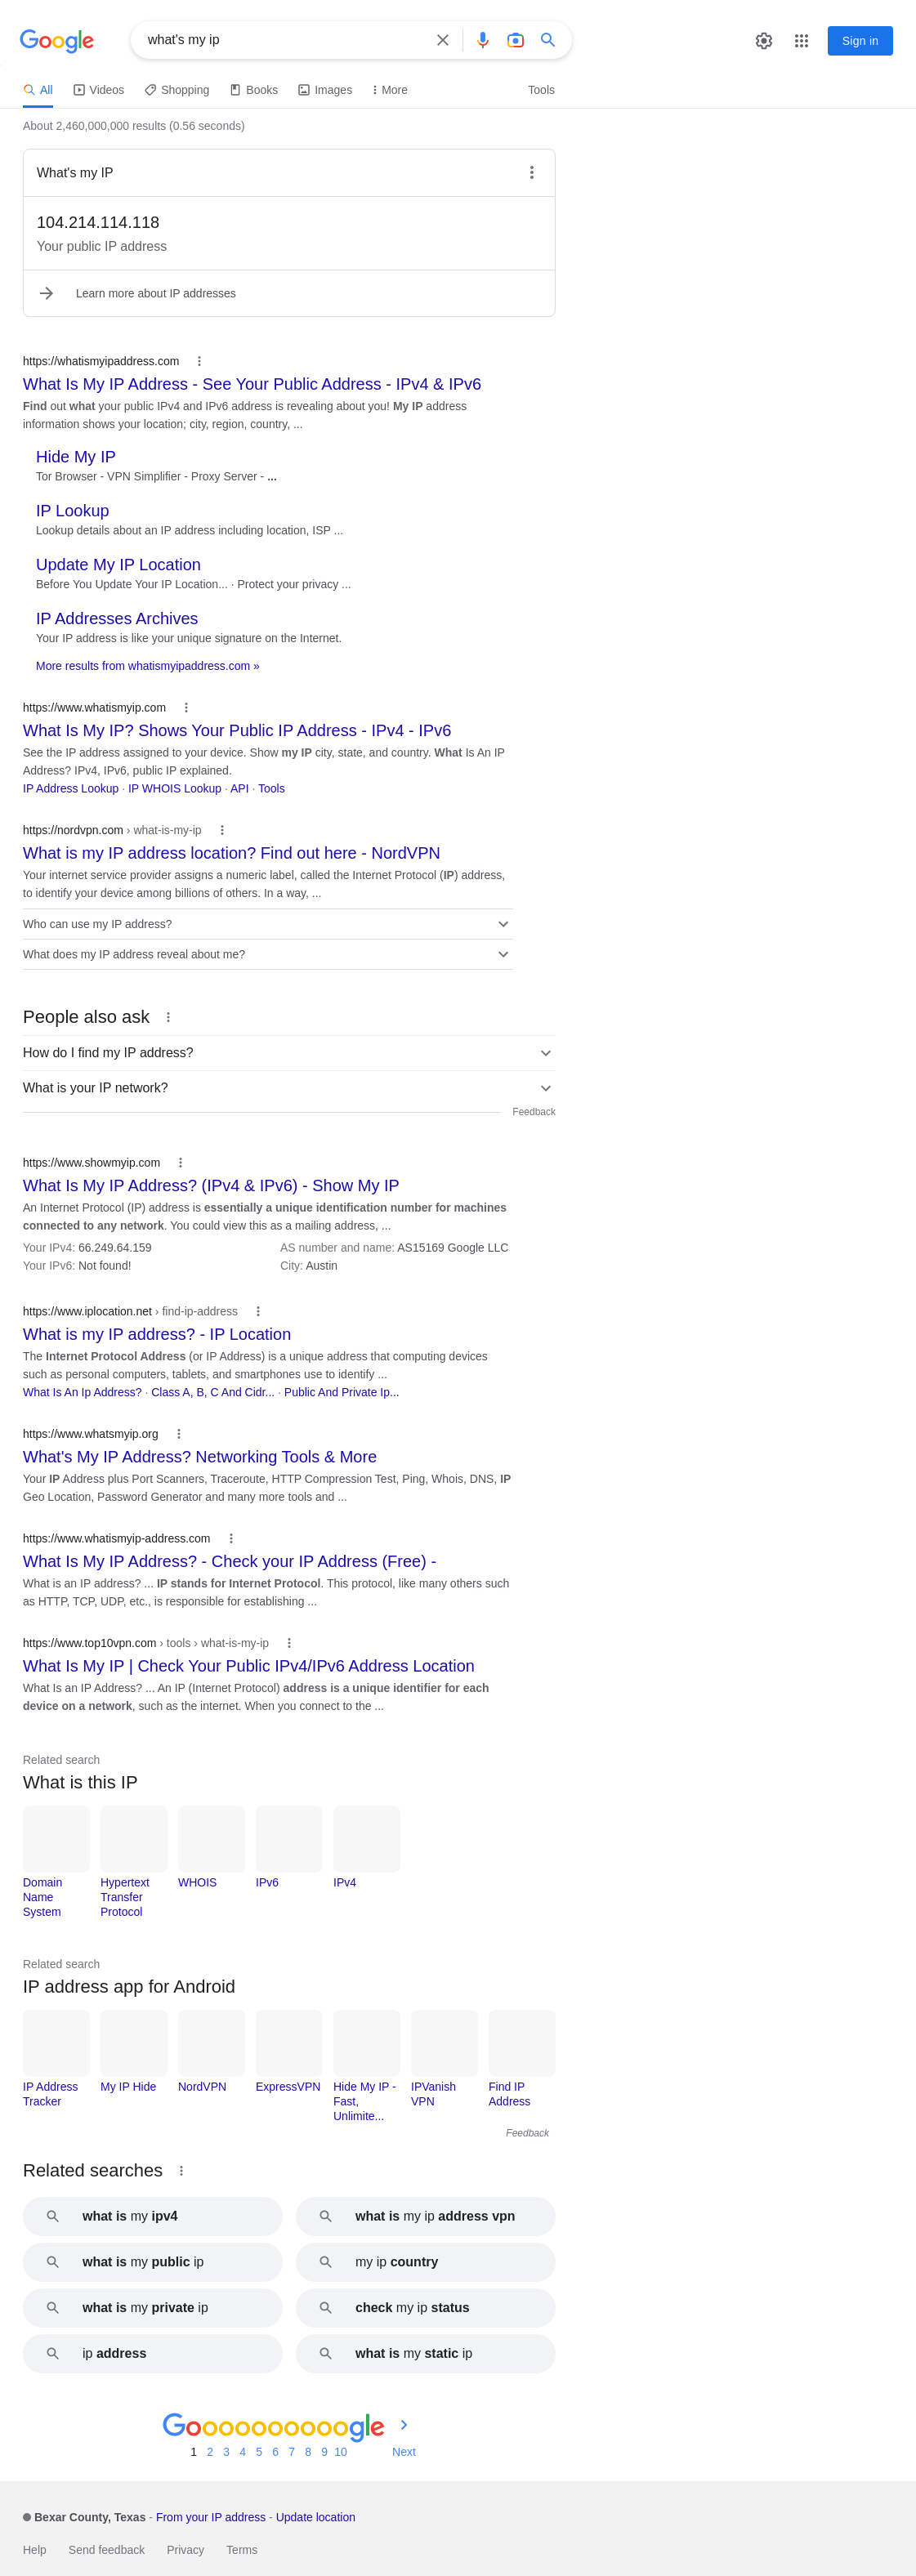 Google
what's my ip
Sign in
All
Videos
Shopping
Books
Images
More
Tools
About 2,460,000,000 results (0.56 seconds)
What's my IP
104.214.114.118
Your public IP address
Learn more about IP addresses
https://whatismyipaddress.com
What Is My IP Address - See Your Public Address - IPv4 & IPv6
Find out what your public IPv4 and IPv6 address is revealing about you! My IP address
information shows your location; city, region, country, ...
Hide My IP
Tor Browser - VPN Simplifier - Proxy Server - ...
IP Lookup
Lookup details about an IP address including location, ISP ...
Update My IP Location
Before You Update Your IP Location... · Protect your privacy ...
IP Addresses Archives
Your IP address is like your unique signature on the Internet.
More results from whatismyipaddress.com »
https://www.whatismyip.com
What Is My IP? Shows Your Public IP Address - IPv4 - IPv6
See the IP address assigned to your device. Show my IP city, state, and country. What Is An IP
Address? IPv4, IPv6, public IP explained.
IP Address Lookup · IP WHOIS Lookup · API · Tools
https://nordvpn.com › what-is-my-ip
What is my IP address location? Find out here - NordVPN
Your internet service provider assigns a numeric label, called the Internet Protocol (IP) address,
to identify your device among billions of others. In a way, ...
Who can use my IP address?
What does my IP address reveal about me?
People also ask
How do I find my IP address?
What is your IP network?
Feedback
https://www.showmyip.com
What Is My IP Address? (IPv4 & IPv6) - Show My IP
An Internet Protocol (IP) address is essentially a unique identification number for machines
connected to any network. You could view this as a mailing address, ...
Your IPv4: 66.249.64.159
AS number and name: AS15169 Google LLC
Your IPv6: Not found!
City: Austin
https://www.iplocation.net › find-ip-address
What is my IP address? - IP Location
The Internet Protocol Address (or IP Address) is a unique address that computing devices
such as personal computers, tablets, and smartphones use to identify ...
What Is An Ip Address? · Class A, B, C And Cidr... · Public And Private Ip...
https://www.whatsmyip.org
What's My IP Address? Networking Tools & More
Your IP Address plus Port Scanners, Traceroute, HTTP Compression Test, Ping, Whois, DNS, IP
Geo Location, Password Generator and many more tools and ...
https://www.whatismyip-address.com
What Is My IP Address? - Check your IP Address (Free) -
What is an IP address? ... IP stands for Internet Protocol. This protocol, like many others such
as HTTP, TCP, UDP, etc., is responsible for establishing ...
https://www.top10vpn.com › tools › what-is-my-ip
What Is My IP | Check Your Public IPv4/IPv6 Address Location
What Is an IP Address? ... An IP (Internet Protocol) address is a unique identifier for each
device on a network, such as the internet. When you connect to the ...
Related search
What is this IP
Domain
Name
System
Hypertext
Transfer
Protocol
WHOIS
IPv6
IPv4
Related search
IP address app for Android
IP Address
Tracker
My IP Hide
NordVPN
ExpressVPN
Hide My IP -
Fast,
Unlimite...
IPVanish
VPN
Find IP
Address
Feedback
Related searches
what is my ipv4
what is my ip address vpn
what is my public ip
my ip country
what is my private ip
check my ip status
ip address
what is my static ip
Goooooooooogle
1 2 3 4 5 6 7 8 9 10 Next
Bexar County, Texas - From your IP address - Update location
Help
Send feedback
Privacy
Terms